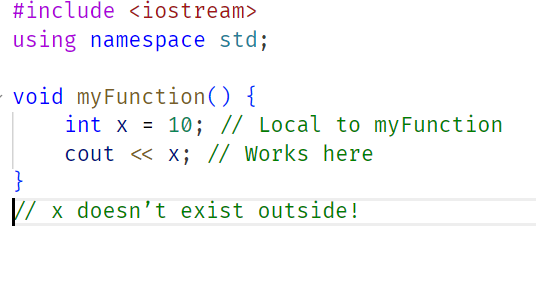 #include <iostream>
using namespace std;
void myFunction() {
int x = 10; // Local to myFunction
cout << x; // Works here
}
// x doesn’t exist outside!